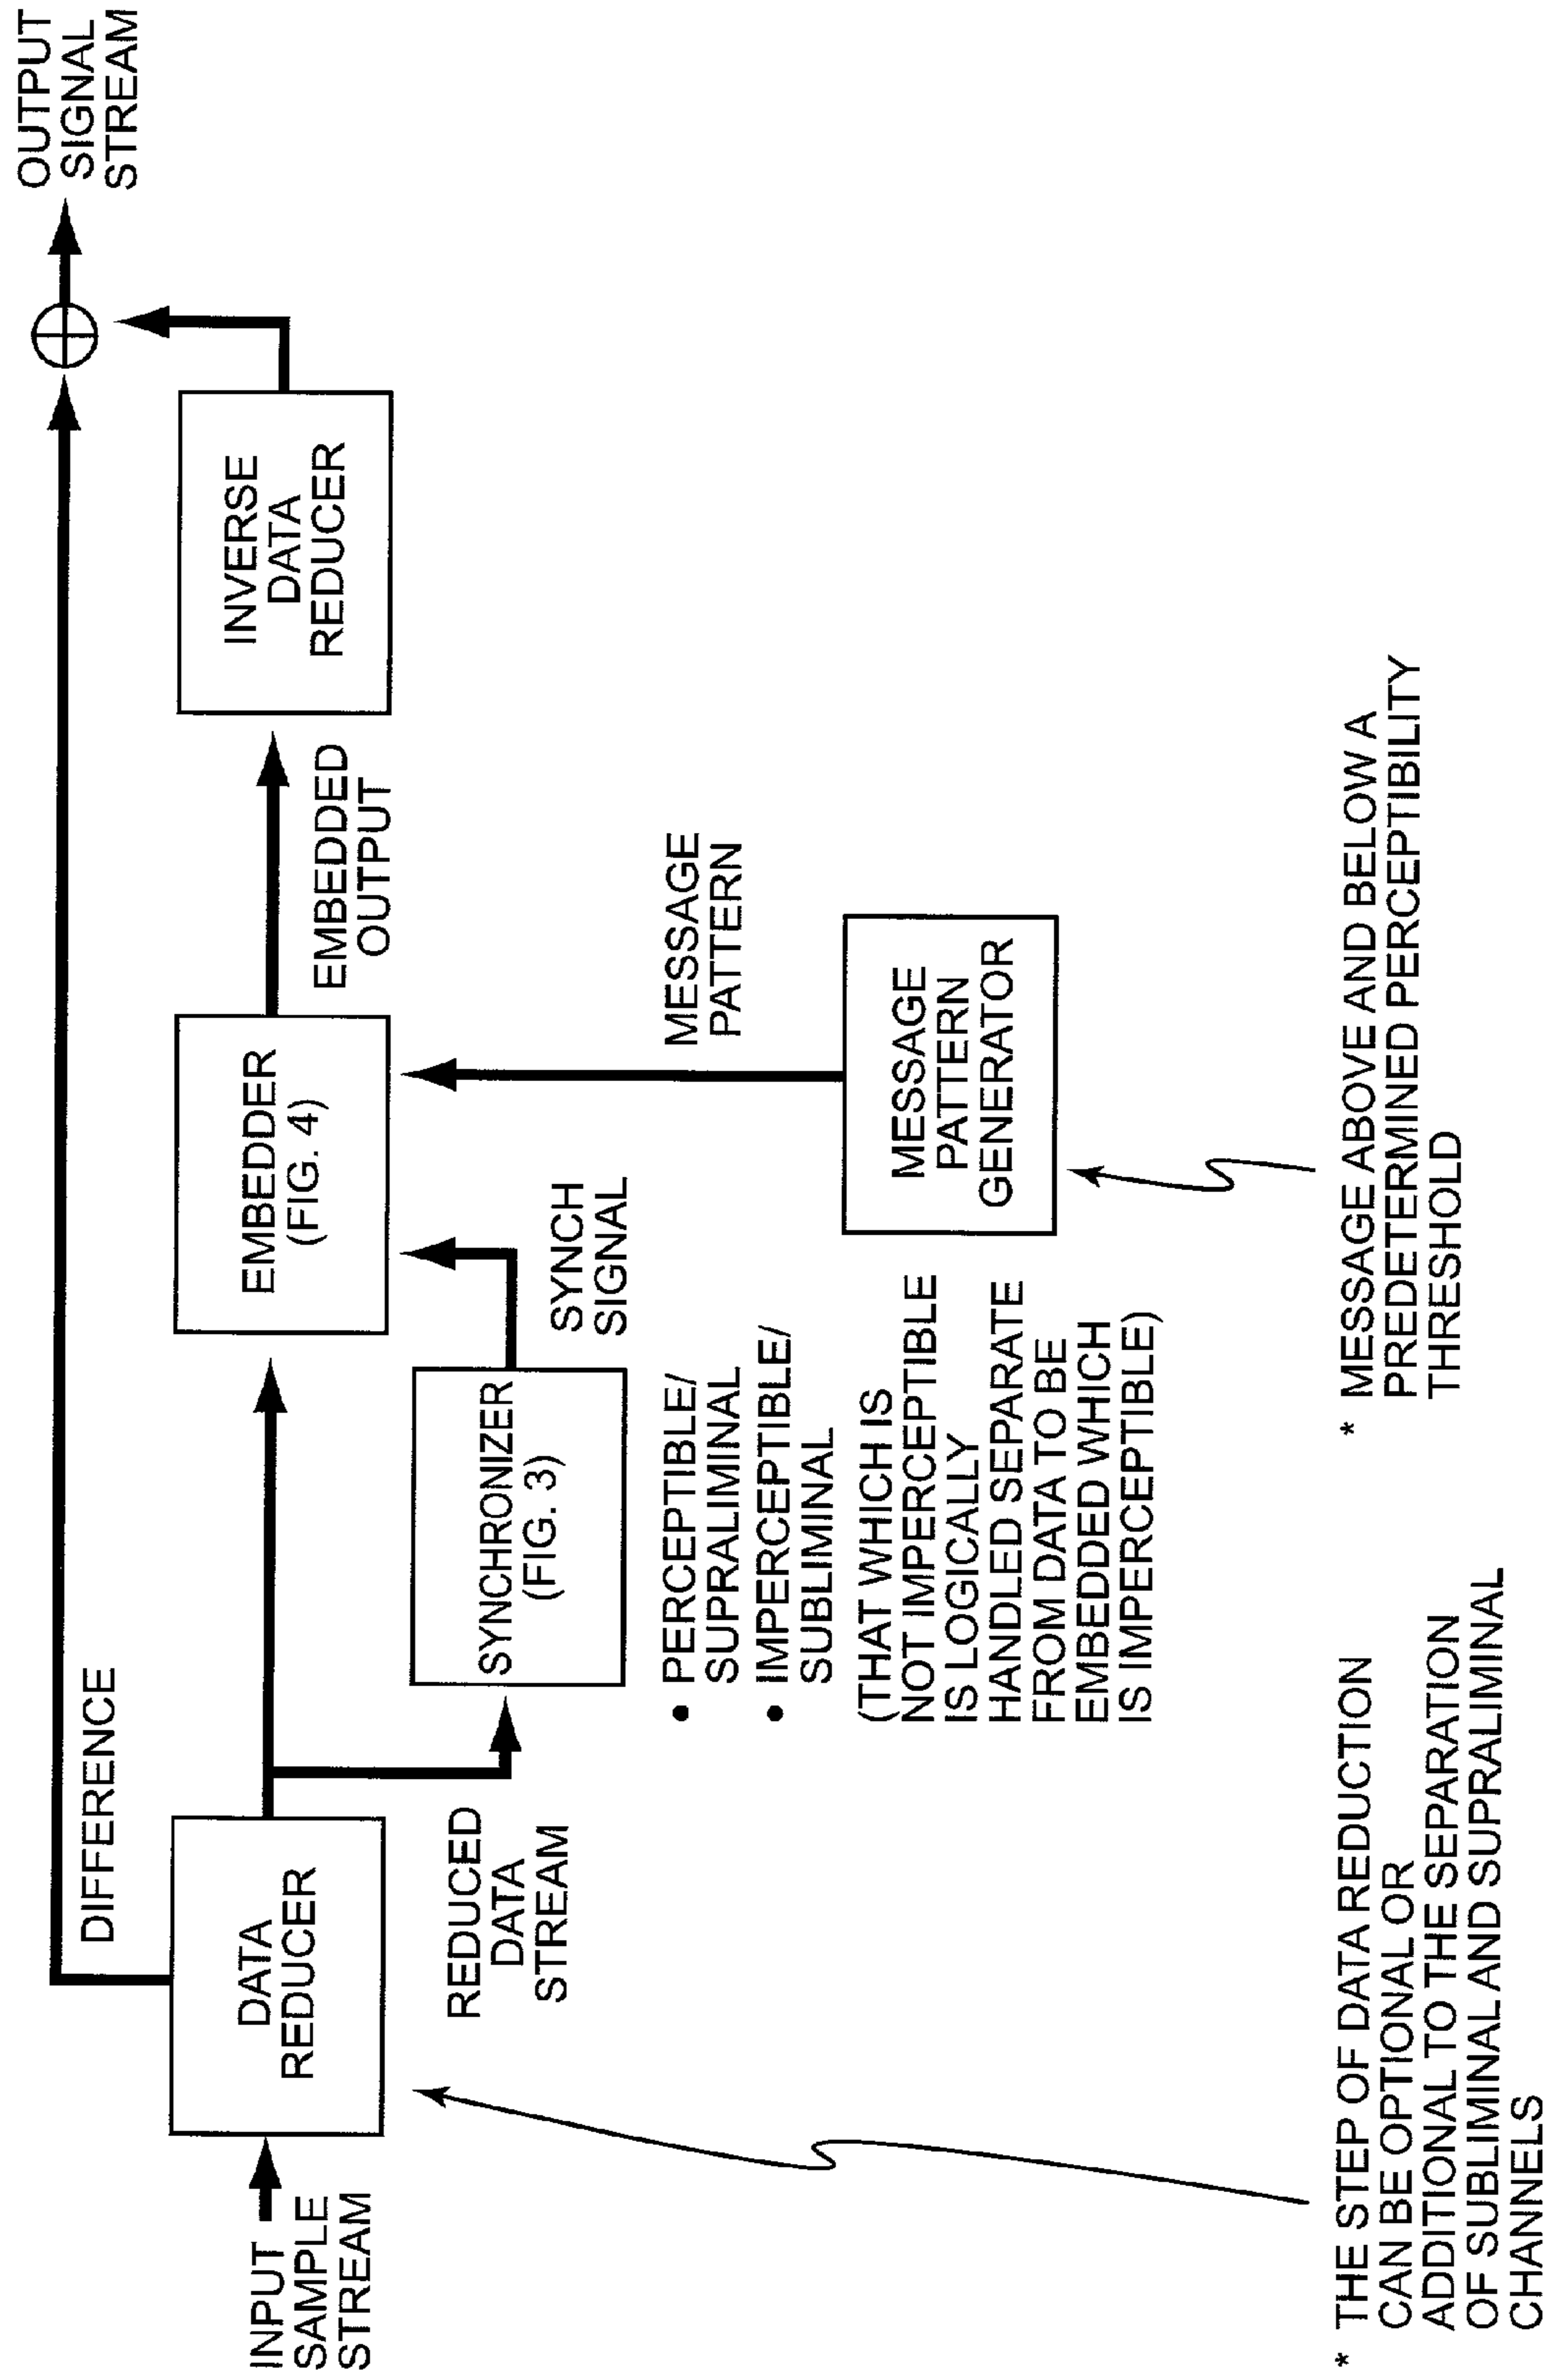 OUTPUT
SIGNAL
STREAM
DIFFERENCE
INPUT
SAMPLE
STREAM
DATA
REDUCER
REDUCED
DATA
STREAM
SYNCHRONIZER
(FIG. 3)
SYNCH
SIGNAL
EMBEDDER
(FIG. 4)
EMBEDDED
OUTPUT
INVERSE
DATA
REDUCER
MESSAGE
PATTERN
MESSAGE
PATTERN
GENERATOR
• PERCEPTIBLE/
SUPRALIMINAL
• IMPERCEPTIBLE/
SUBLIMINAL
(THAT WHICH IS
NOT IMPERCEPTIBLE
IS LOGICALLY
HANDLED SEPARATE
FROM DATA TO BE
EMBEDDED WHICH
IS IMPERCEPTIBLE)
* THE STEP OF DATA REDUCTION
CAN BE OPTIONAL OR
ADDITIONAL TO THE SEPARATION
OF SUBLIMINAL AND SUPRALIMINAL
CHANNELS
* MESSAGE ABOVE AND BELOW A
PREDETERMINED PERCEPTIBILITY
THRESHOLD